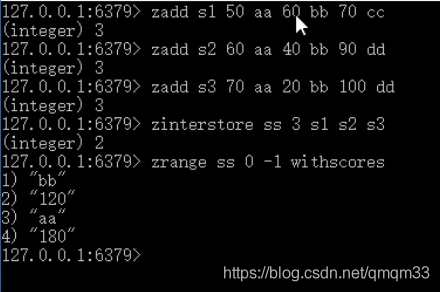 127.0.0.1:6379> zadd s1 50 aa 60 bb 70 cc
(integer) 3
127.0.0.1:6379> zadd s2 60 aa 40 bb 90 dd
(integer) 3
127.0.0.1:6379> zadd s3 70 aa 20 bb 100 dd
(integer) 3
127.0.0.1:6379> zinterstore ss 3 s1 s2 s3
(integer) 2
127.0.0.1:6379> zrange ss 0 -1 withscores
1) "bb"
2) "120"
3) "aa"
4) "180"
127.0.0.1:6379>
https://blog.csdn.net/qmqm33